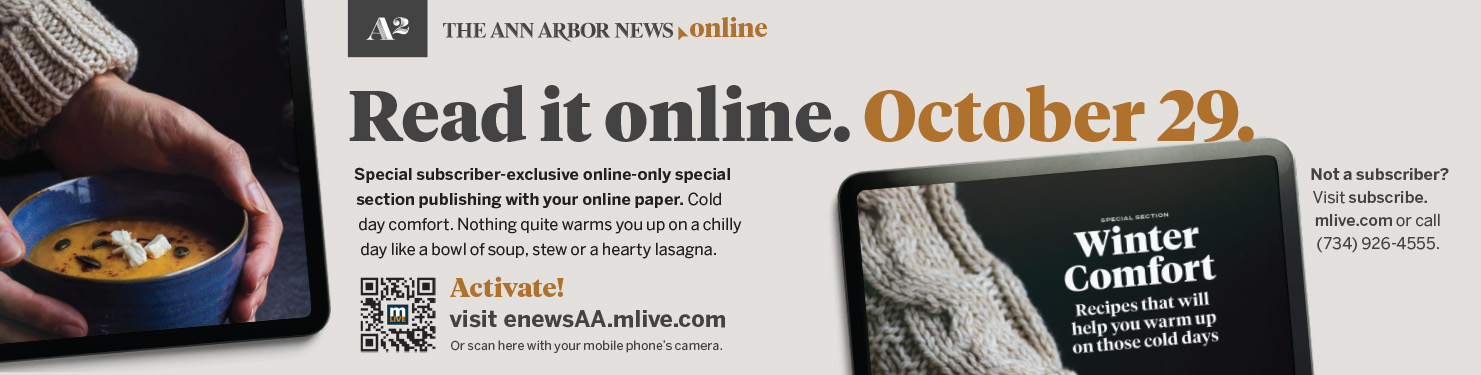 A2
THE ANN ARBOR NEWS online
Read it online. October 29.
Special subscriber-exclusive online-only special
section publishing with your online paper. Cold
day comfort. Nothing quite warms you up on a chilly
day like a bowl of soup, stew or a hearty lasagna.
m
LIVE
Activate!
visit enewsAA.mlive.com
Or scan here with your mobile phone's camera.
SPECIAL SECTION
Winter
Comfort
Recipes that will
help you warm up
on those cold days
Not a subscriber?
Visit subscribe.
mlive.com or call
(734) 926-4555.